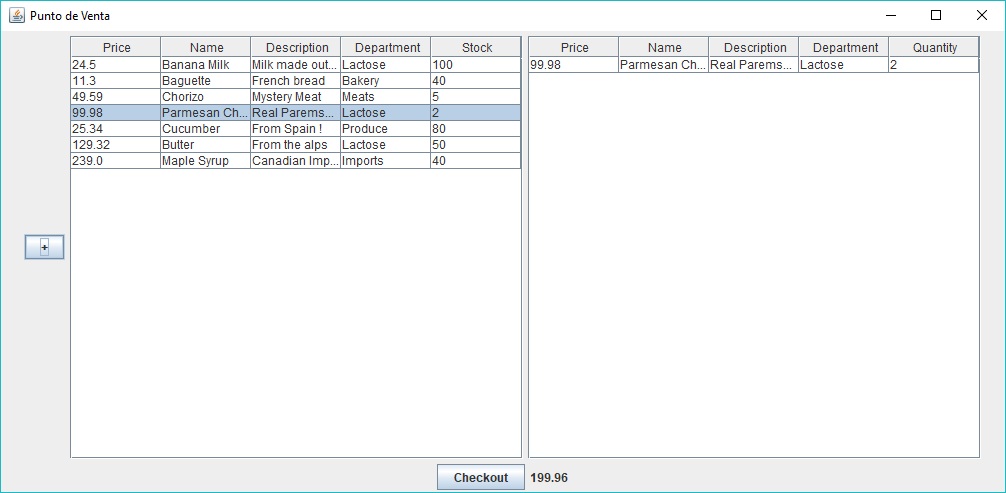 Punto de Venta
Price Name Description Department Stock
24.5 Banana Milk Milk made out... Lactose 100
11.3 Baguette French bread Bakery 40
49.59 Chorizo Mystery Meat Meats 5
99.98 Parmesan Ch... Real Parems... Lactose 2
25.34 Cucumber From Spain ! Produce 80
129.32 Butter From the alps Lactose 50
239.0 Maple Syrup Canadian Imp... Imports 40
Price Name Description Department Quantity
99.98 Parmesan Ch... Real Parems... Lactose 2
+
Checkout 199.96